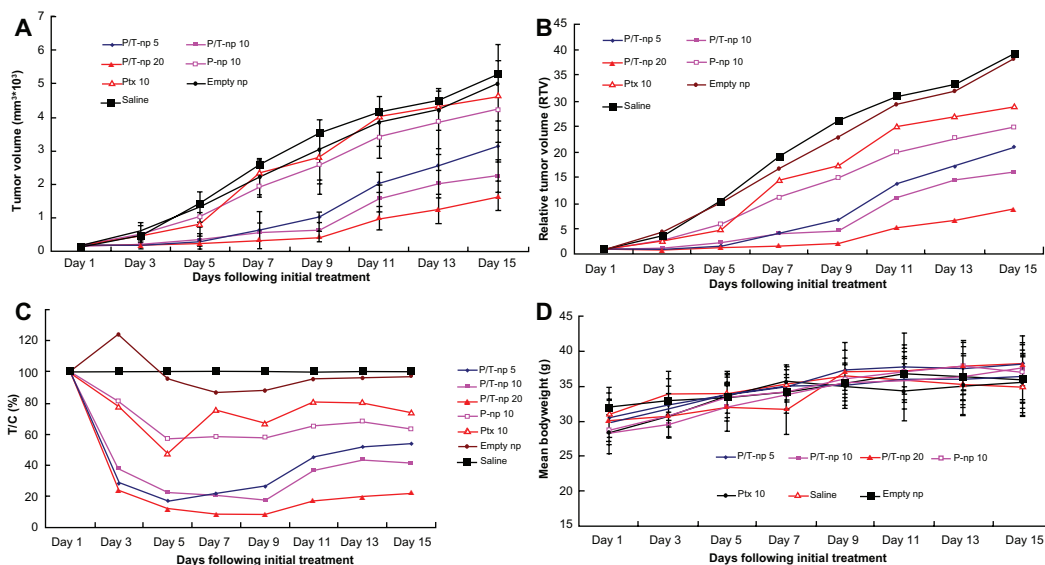 A
Tumor volume (mm³*10³)
7
6
5
4
3
2
1
0
P/T-np 5
P/T-np 10
P/T-np 20
P-np 10
Ptx 10
Empty np
Saline
Day 1 Day 3 Day 5 Day 7 Day 9 Day 11 Day 13 Day 15
Days following initial treatment
B
Relative tumor volume (RTV)
45
40
35
30
25
20
15
10
5
0
P/T-np 5
P/T-np 10
P/T-np 20
P-np 10
Ptx 10
Empty np
Saline
Day 1 Day 3 Day 5 Day 7 Day 9 Day 11 Day 13 Day 15
Days following initial treatment
C
T/C (%)
120
100
80
60
40
20
0
P/T-np 5
P/T-np 10
P/T-np 20
P-np 10
Ptx 10
Empty np
Saline
Day 1 Day 3 Day 5 Day 7 Day 9 Day 11 Day 13 Day 15
Days following initial treatment
D
Mean bodyweight (g)
45
40
35
30
25
20
15
P/T-np 5
P/T-np 10
P/T-np 20
P-np 10
Ptx 10
Saline
Empty np
Day 1 Day 3 Day 5 Day 7 Day 9 Day 11 Day 13 Day 15
Days following initial treatment